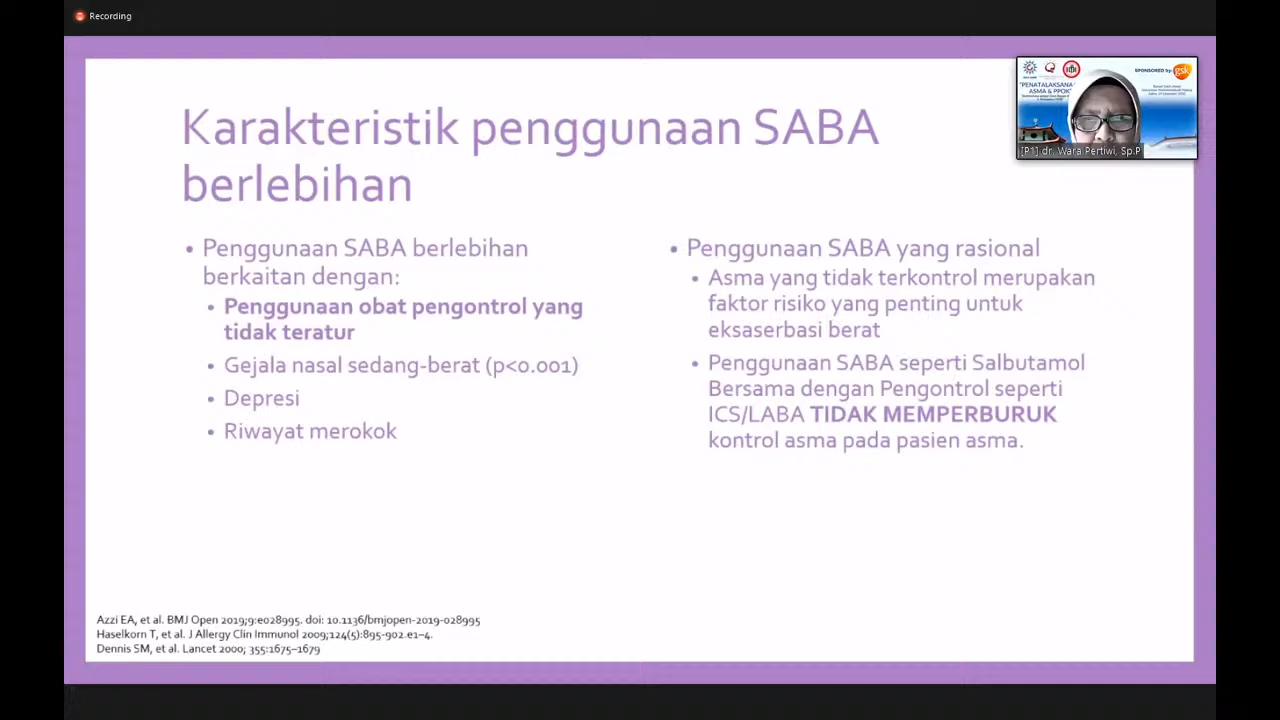 Recording
Karakteristik penggunaan SABA
berlebihan
• Penggunaan SABA berlebihan
berkaitan dengan:
• Penggunaan obat pengontrol yang
tidak teratur
• Gejala nasal sedang-berat (p<0.001)
• Depresi
• Riwayat merokok
• Penggunaan SABA yang rasional
• Asma yang tidak terkontrol merupakan
faktor risiko yang penting untuk
eksaserbasi berat
• Penggunaan SABA seperti Salbutamol
Bersama dengan Pengontrol seperti
ICS/LABA TIDAK MEMPERBURUK
kontrol asma pada pasien asma.
Azzi EA, et al. BMJ Open 2019;9:e028995. doi: 10.1136/bmjopen-2019-028995
Haselkorn T, et al. J Allergy Clin Immunol 2009;124(5):895-902.e1–4.
Dennis SM, et al. Lancet 2000; 355:1675–1679
SPONSORED by:
gsk
"PENATALAKSANA
ASMA & PPOK
[P1] dr. Wara Pertiwi, Sp.P